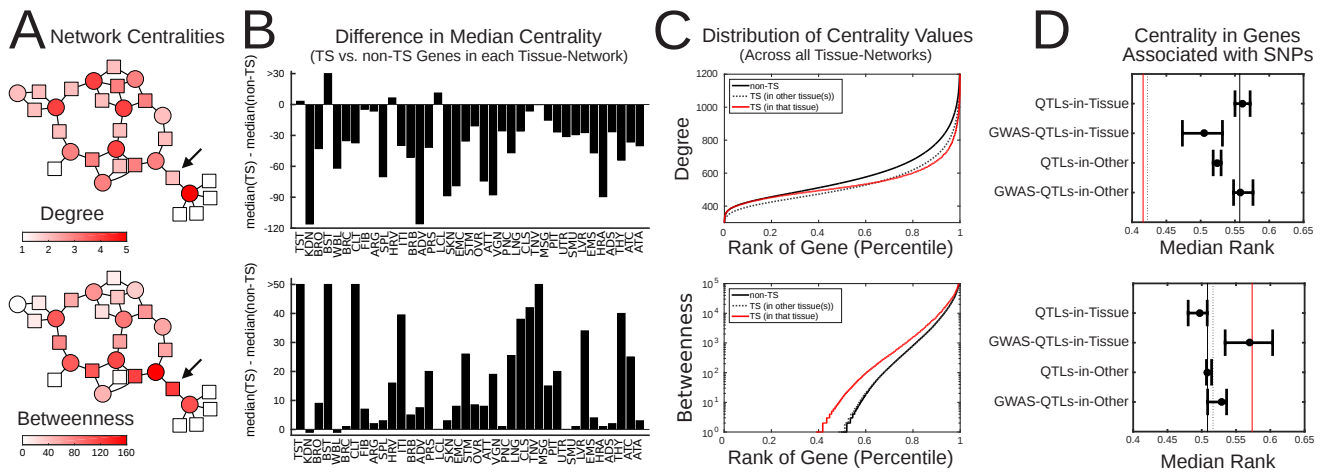 A
Network Centralities
Degree
1 2 3 4 5
Betweenness
0 40 80 120 160
B
Difference in Median Centrality
(TS vs. non-TS Genes in each Tissue-Network)
median(TS) - median(non-TS)
>30
0
-30
-60
-90
-120
TST KDN BRO BST WBL BRC CLT FIB ARG SPL HRV ITI BRB ADV PRS LCL SKN EMC STM OVR ATT VGN PNC LNG CLS TNV MSG PIT UTR SMU LVR EMS HRA ADS THY ATC ATA
median(TS) - median(non-TS)
>50
40
30
20
10
0
TST KDN BRO BST WBL BRC CLT FIB ARG SPL HRV ITI BRB ADV PRS LCL SKN EMC STM OVR ATT VGN PNC LNG CLS TNV MSG PIT UTR SMU LVR EMS HRA ADS THY ATC ATA
C
Distribution of Centrality Values
(Across all Tissue-Networks)
Degree
1200
1000
800
600
400
non-TS
TS (in other tissue(s))
TS (in that tissue)
0 0.2 0.4 0.6 0.8 1
Rank of Gene (Percentile)
Betweenness
10^5
10^4
10^3
10^2
10^1
10^0
non-TS
TS (in other tissue(s))
TS (in that tissue)
0 0.2 0.4 0.6 0.8 1
Rank of Gene (Percentile)
D
Centrality in Genes
Associated with SNPs
QTLs-in-Tissue
GWAS-QTLs-in-Tissue
QTLs-in-Other
GWAS-QTLs-in-Other
0.4 0.45 0.5 0.55 0.6 0.65
Median Rank
QTLs-in-Tissue
GWAS-QTLs-in-Tissue
QTLs-in-Other
GWAS-QTLs-in-Other
0.4 0.45 0.5 0.55 0.6 0.65
Median Rank